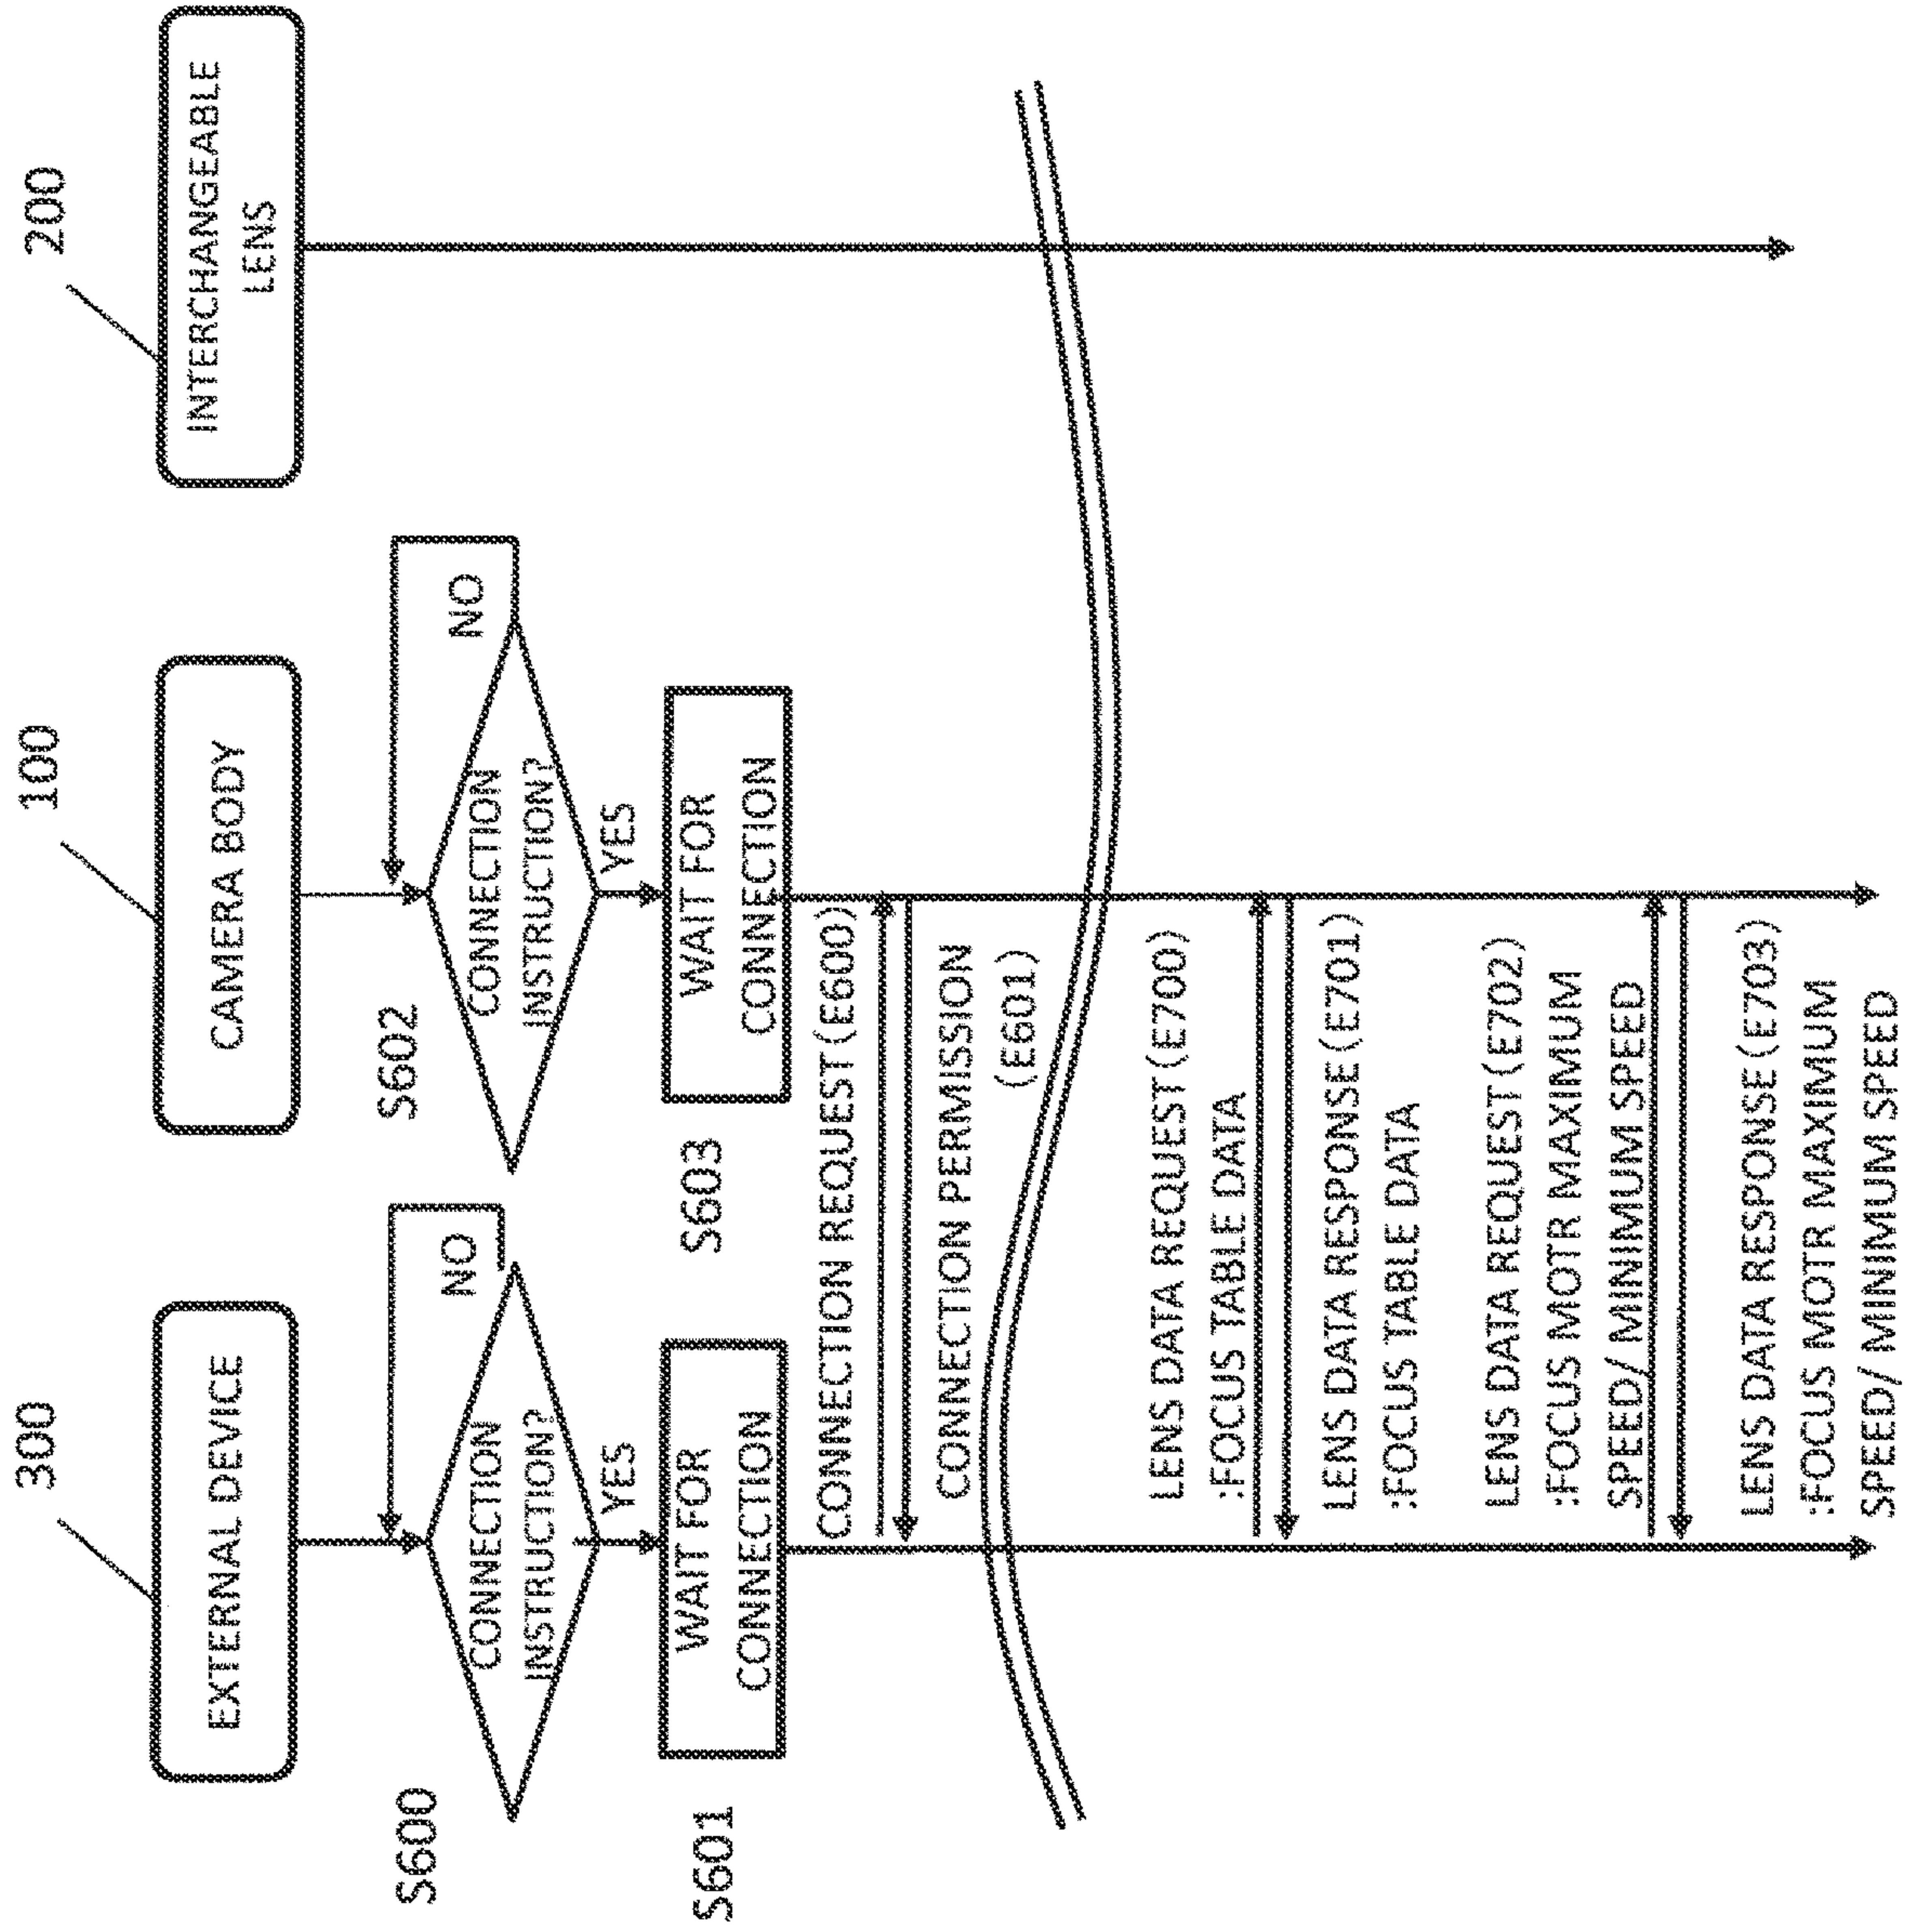 300
100
200
EXTERNAL DEVICE
CAMERA BODY
INTERCHANGEABLE
LENS
S600
NO
CONNECTION
INSTRUCTION?
YES
S602
NO
CONNECTION
INSTRUCTION?
YES
S601
WAIT FOR
CONNECTION
S603
WAIT FOR
CONNECTION
CONNECTION REQUEST(E600)
CONNECTION PERMISSION
(E601)
LENS DATA REQUEST(E700)
:FOCUS TABLE DATA
LENS DATA RESPONSE(E701)
:FOCUS TABLE DATA
LENS DATA REQUEST(E702)
:FOCUS MOTR MAXIMUM
SPEED/ MINIMUM SPEED
LENS DATA RESPONSE(E703)
:FOCUS MOTR MAXIMUM
SPEED/ MINIMUM SPEED